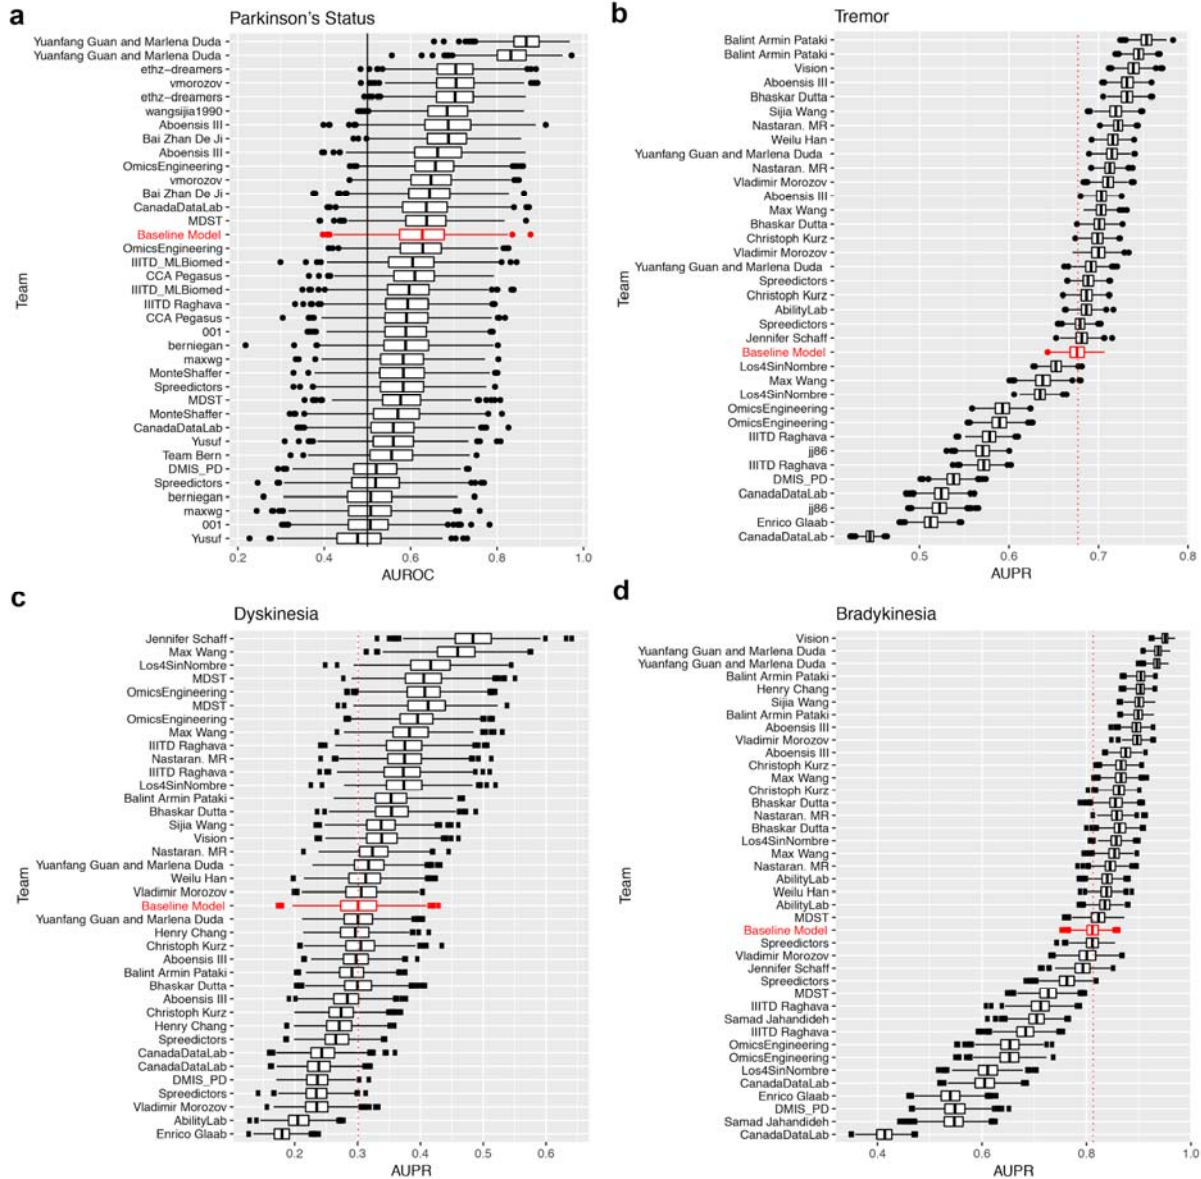 a
Parkinson's Status
Team
Yuanfang Guan and Marlena Duda
Yuanfang Guan and Marlena Duda
ethz-dreamers
vmorozov
ethz-dreamers
wangsijia1990
Aboensis III
Bai Zhan De Ji
Aboensis III
OmicsEngineering
vmorozov
Bai Zhan De Ji
CanadaDataLab
MDST
Baseline Model
OmicsEngineering
IIITD_MLBiomed
CCA Pegasus
IIITD_MLBiomed
IIITD Raghava
CCA Pegasus
001
berniegan
maxwg
MonteShaffer
Spreedictors
MDST
MonteShaffer
CanadaDataLab
Yusuf
Team Bern
DMIS_PD
Spreedictors
berniegan
maxwg
001
Yusuf
0.2 0.4 0.6 0.8 1.0
AUROC
b
Tremor
Team
Balint Armin Pataki
Balint Armin Pataki
Vision
Aboensis III
Bhaskar Dutta
Sijia Wang
Nastaran. MR
Weilu Han
Yuanfang Guan and Marlena Duda
Nastaran. MR
Vladimir Morozov
Aboensis III
Max Wang
Bhaskar Dutta
Christoph Kurz
Vladimir Morozov
Yuanfang Guan and Marlena Duda
Spreedictors
Christoph Kurz
AbilityLab
Spreedictors
Jennifer Schaff
Baseline Model
Los4SinNombre
Max Wang
Los4SinNombre
OmicsEngineering
OmicsEngineering
IIITD Raghava
jj86
IIITD Raghava
DMIS_PD
CanadaDataLab
jj86
Enrico Glaab
CanadaDataLab
0.5 0.6 0.7 0.8
AUPR
c
Dyskinesia
Team
Jennifer Schaff
Max Wang
Los4SinNombre
MDST
OmicsEngineering
MDST
OmicsEngineering
Max Wang
IIITD Raghava
Nastaran. MR
IIITD Raghava
Los4SinNombre
Balint Armin Pataki
Bhaskar Dutta
Sijia Wang
Vision
Nastaran. MR
Yuanfang Guan and Marlena Duda
Weilu Han
Vladimir Morozov
Baseline Model
Yuanfang Guan and Marlena Duda
Henry Chang
Christoph Kurz
Aboensis III
Balint Armin Pataki
Bhaskar Dutta
Aboensis III
Christoph Kurz
Henry Chang
Spreedictors
CanadaDataLab
CanadaDataLab
DMIS_PD
Spreedictors
Vladimir Morozov
AbilityLab
Enrico Glaab
0.2 0.3 0.4 0.5 0.6
AUPR
d
Bradykinesia
Team
Vision
Yuanfang Guan and Marlena Duda
Yuanfang Guan and Marlena Duda
Balint Armin Pataki
Henry Chang
Sijia Wang
Balint Armin Pataki
Aboensis III
Vladimir Morozov
Aboensis III
Christoph Kurz
Max Wang
Christoph Kurz
Bhaskar Dutta
Nastaran. MR
Bhaskar Dutta
Los4SinNombre
Max Wang
Nastaran. MR
AbilityLab
Weilu Han
AbilityLab
MDST
Baseline Model
Spreedictors
Vladimir Morozov
Jennifer Schaff
Spreedictors
MDST
IIITD Raghava
Samad Jahandideh
IIITD Raghava
OmicsEngineering
OmicsEngineering
Los4SinNombre
CanadaDataLab
Enrico Glaab
DMIS_PD
Samad Jahandideh
CanadaDataLab
0.4 0.6 0.8 1.0
AUPR